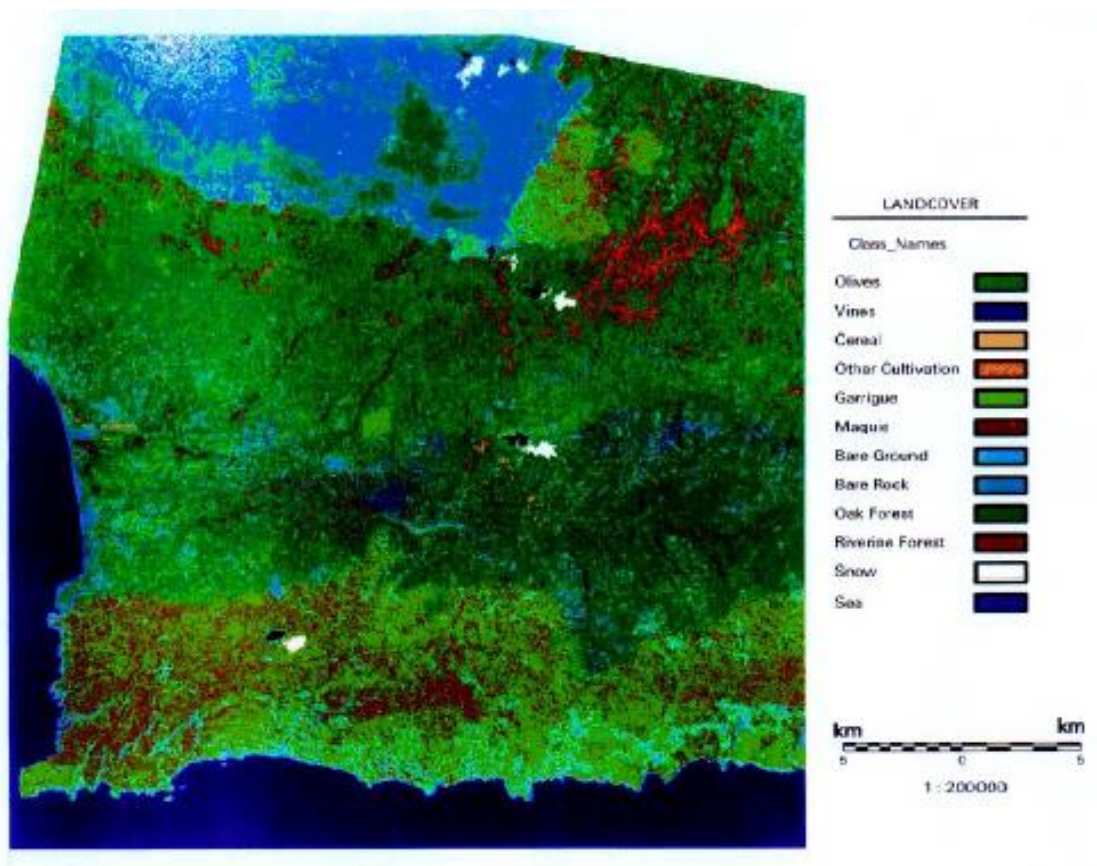 LANDCOVER
Class_Names
Olives
Vines
Cereal
Other Cultivation
Garrigue
Maquis
Bare Ground
Bare Rock
Oak Forest
Riverine Forest
Snow
Sea
km km
5 0 5
1 : 200000